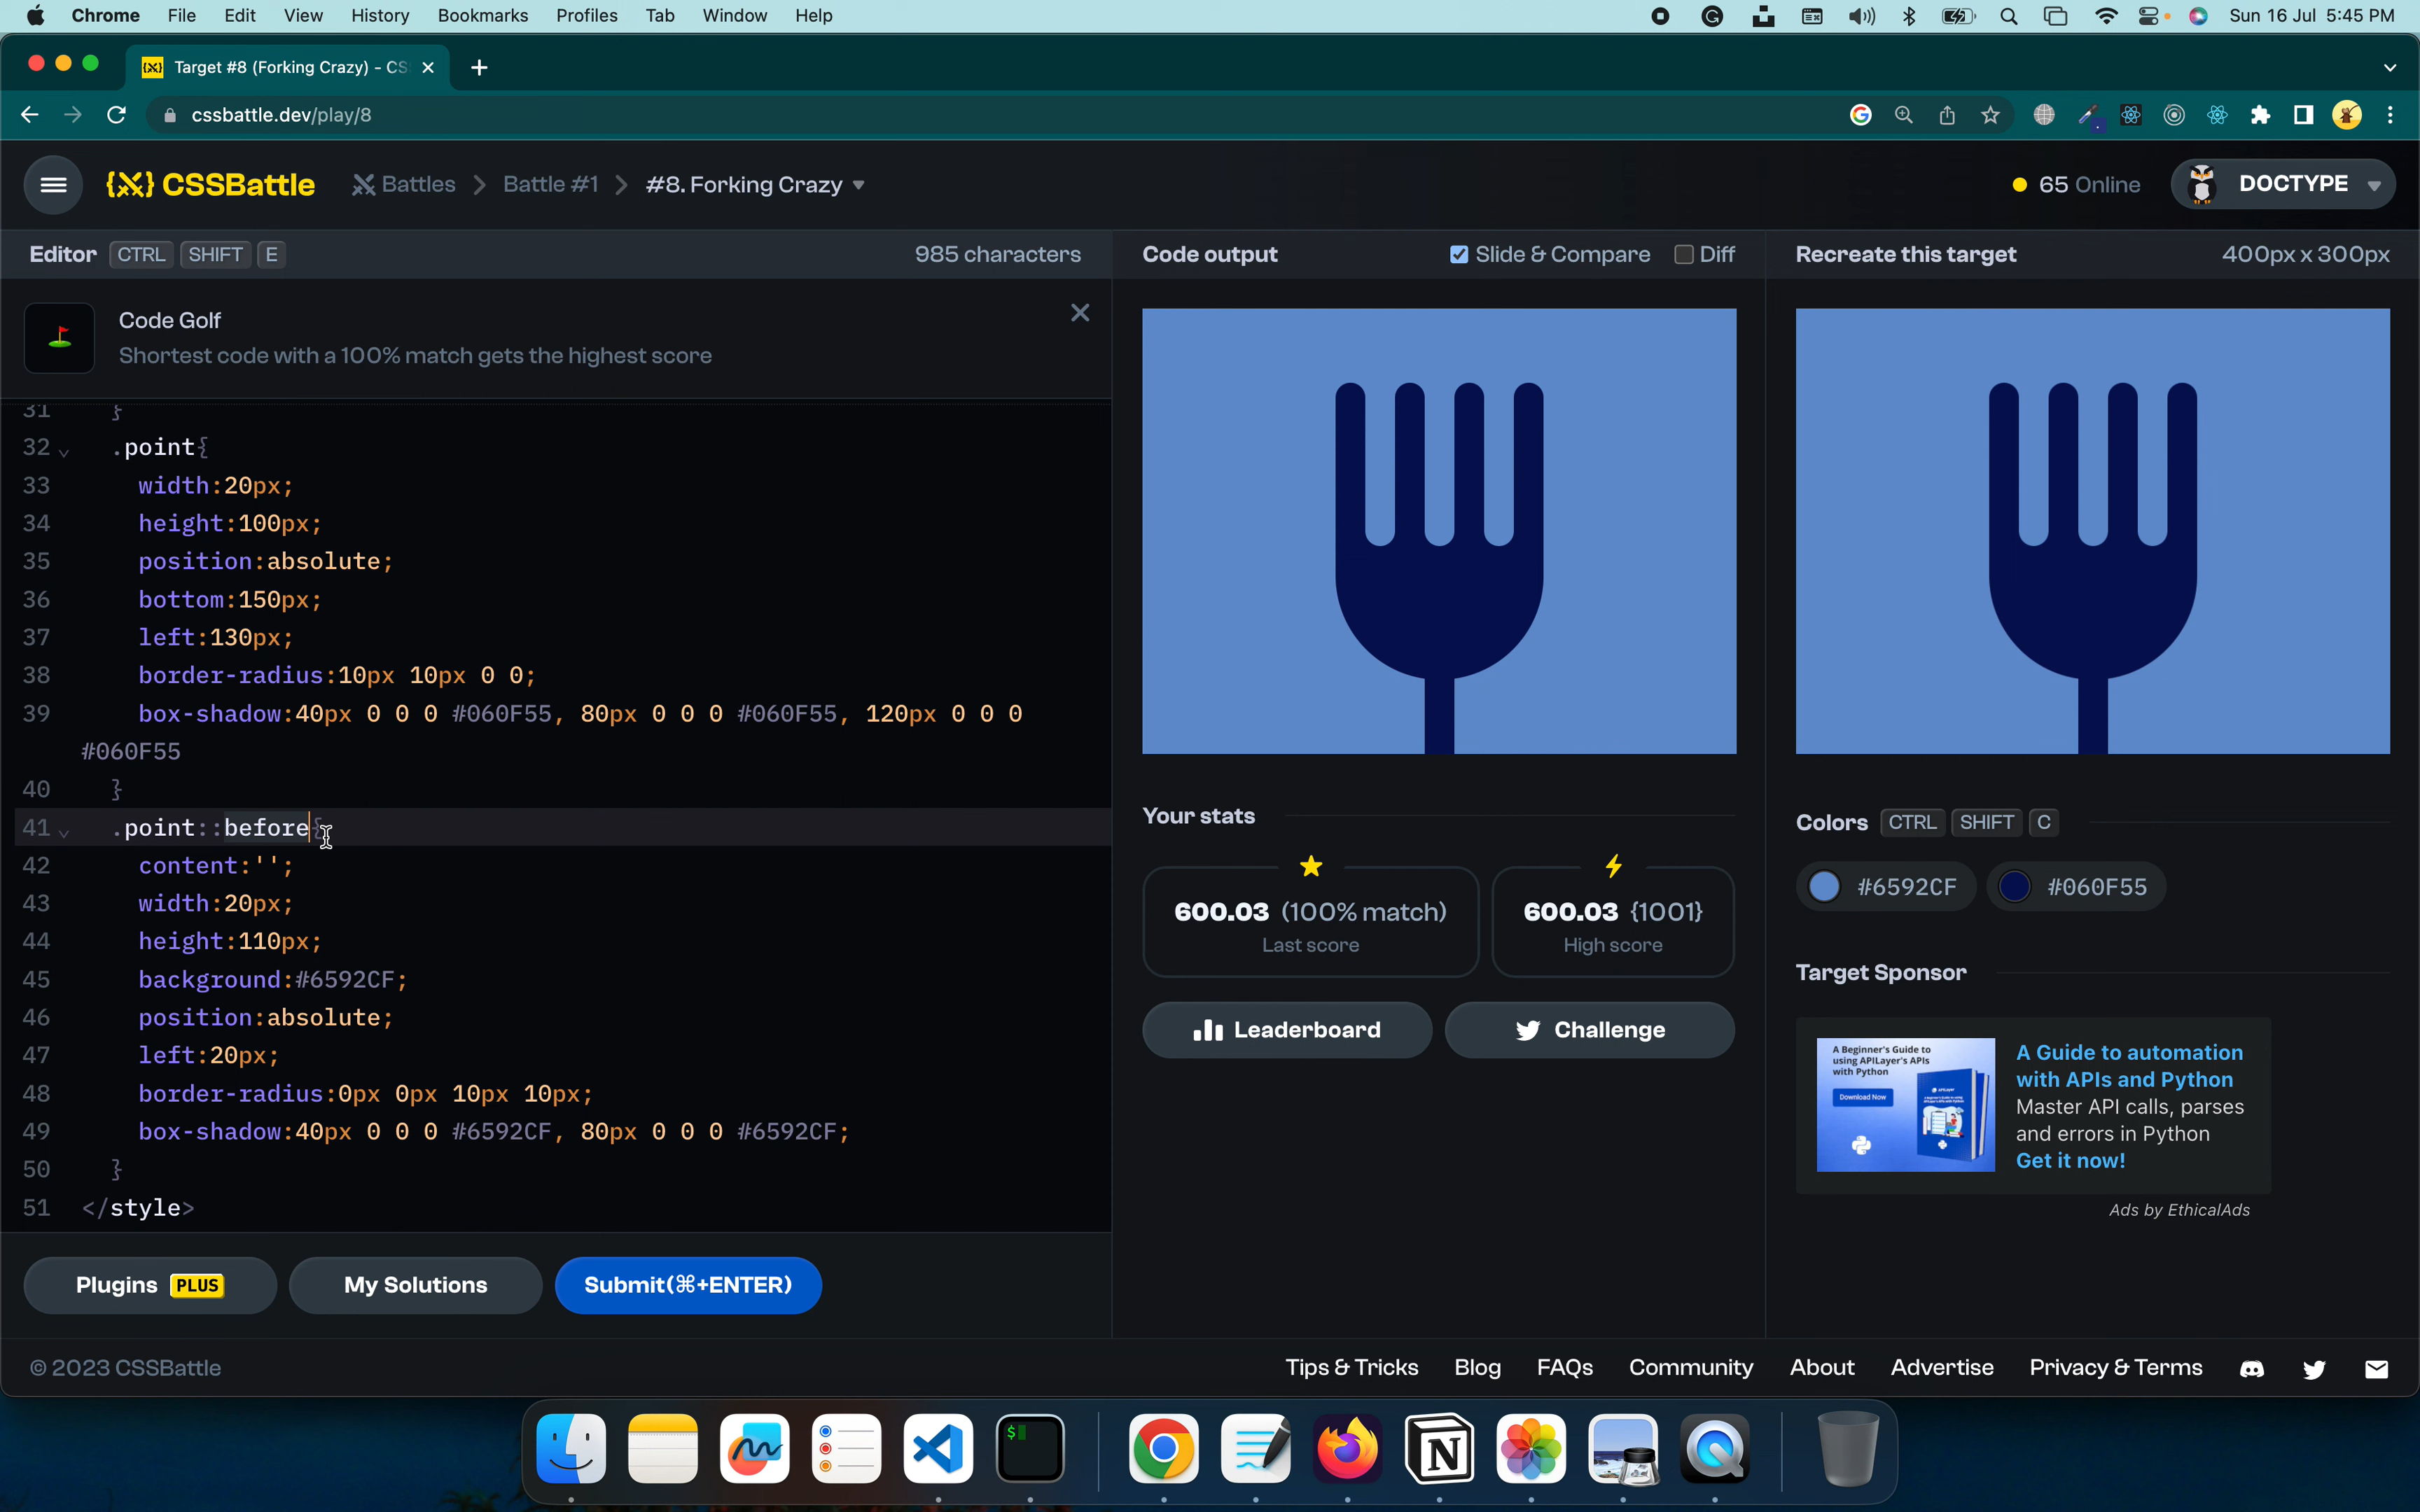 Chrome File Edit View History Bookmarks Profiles Tab Window Help Sun 16 Jul 5:45 PM
Target #8 (Forking Crazy) - CS
cssbattle.dev/play/8
CSSBattle Battles Battle #1 #8. Forking Crazy 65 Online DOCTYPE
Editor CTRL SHIFT E 985 characters
Code output Slide & Compare Diff
Recreate this target 400px x 300px
Code Golf
Shortest code with a 100% match gets the highest score
31 }
32 .point{
33 width:20px;
34 height:100px;
35 position:absolute;
36 bottom:150px;
37 left:130px;
38 border-radius:10px 10px 0 0;
39 box-shadow:40px 0 0 0 #060F55, 80px 0 0 0 #060F55, 120px 0 0 0
#060F55
40 }
41 .point::before{
42 content:'';
43 width:20px;
44 height:110px;
45 background:#6592CF;
46 position:absolute;
47 left:20px;
48 border-radius:0px 0px 10px 10px;
49 box-shadow:40px 0 0 0 #6592CF, 80px 0 0 0 #6592CF;
50 }
51 </style>
Plugins PLUS My Solutions Submit(⌘+ENTER)
Your stats
600.03 (100% match)
Last score
600.03 {1001}
High score
Leaderboard Challenge
Colors CTRL SHIFT C
#6592CF #060F55
Target Sponsor
A Beginner's Guide to
using APILayer's APIs
with Python
Download Now
A Guide to automation
with APIs and Python
Master API calls, parses
and errors in Python
Get it now!
Ads by EthicalAds
© 2023 CSSBattle
Tips & Tricks Blog FAQs Community About Advertise Privacy & Terms